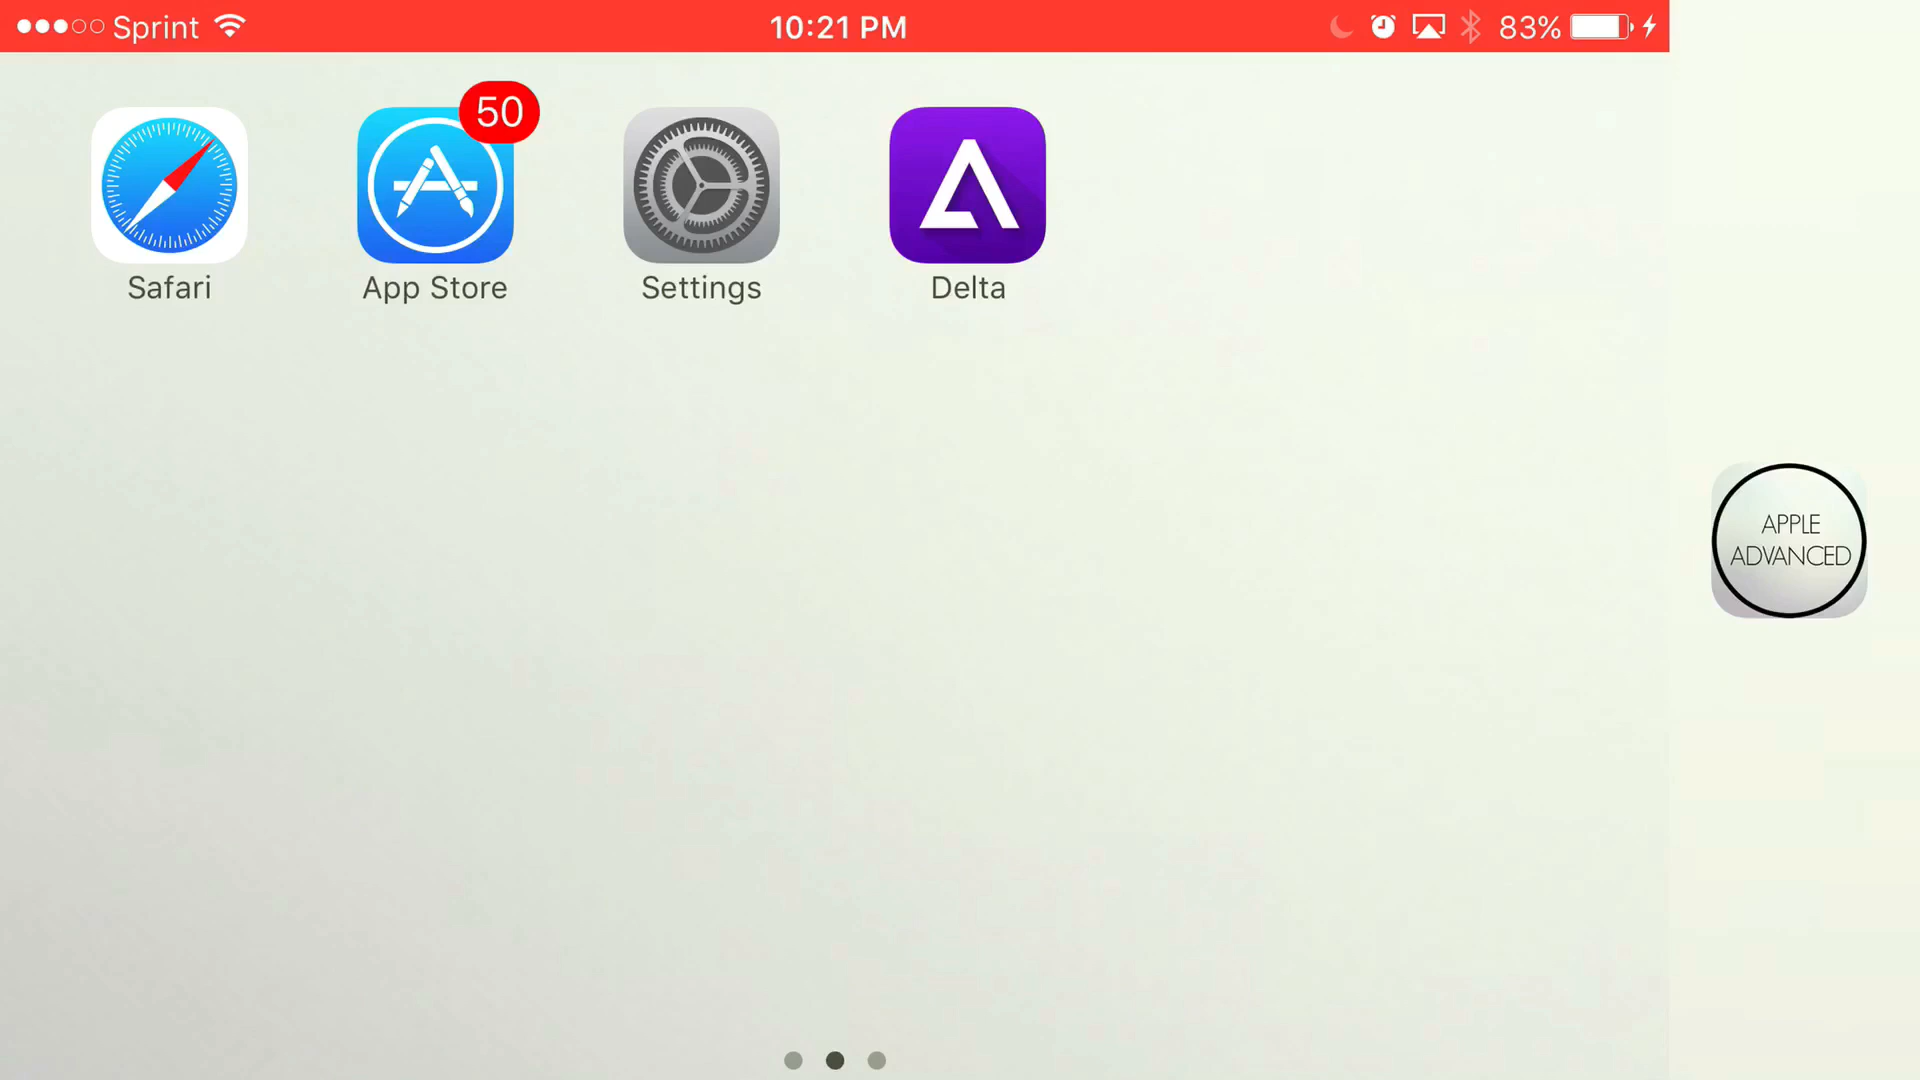 Sprint
10:21 PM
83%
50
Safari
App Store
Settings
Delta
APPLE
ADVANCED